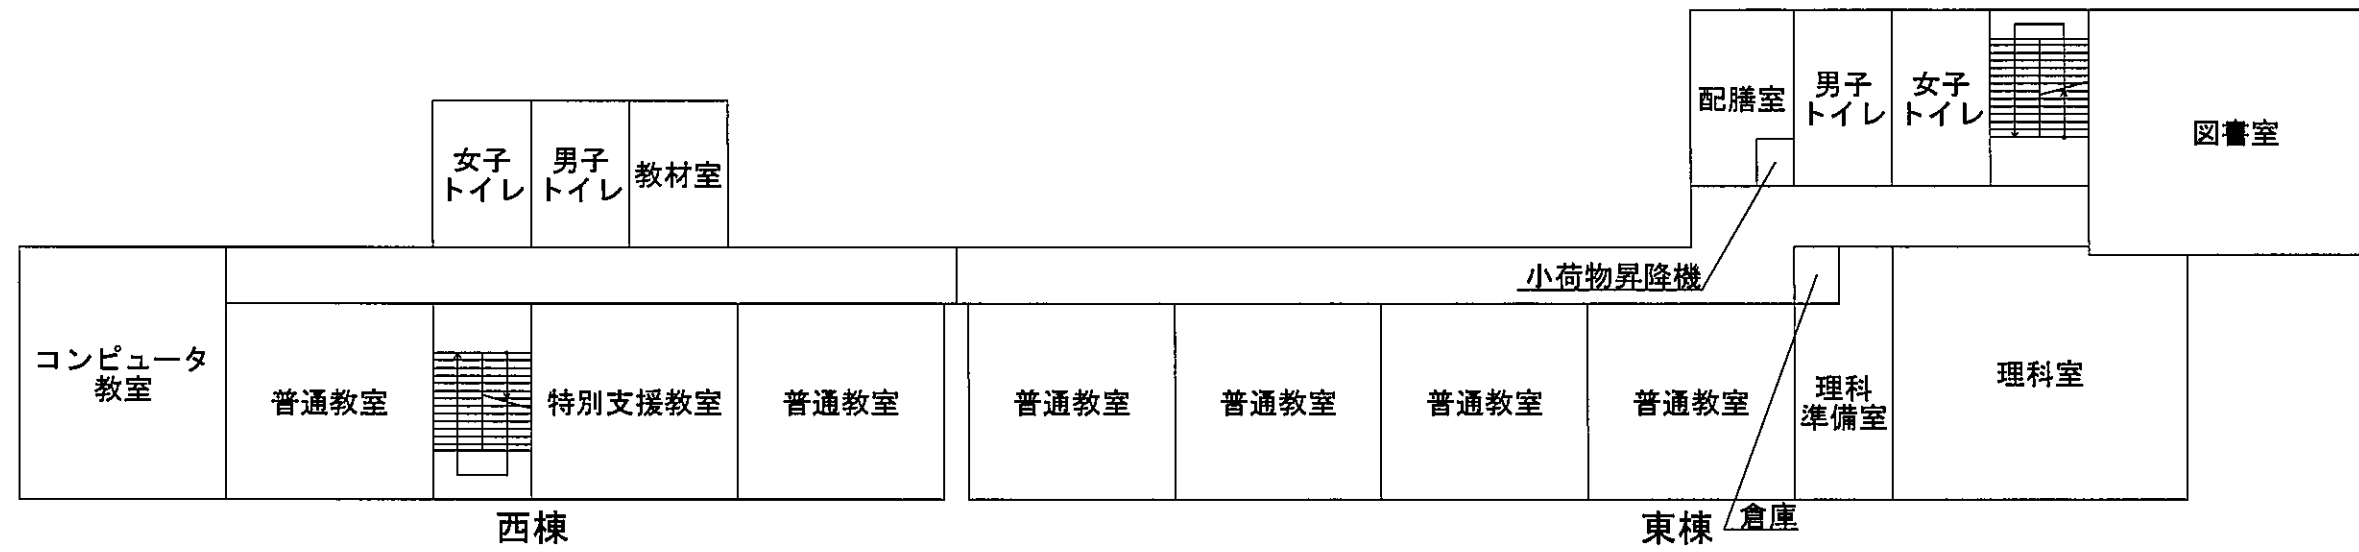 配膳室
男子
トイレ
女子
トイレ
図書室
女子
トイレ
男子
トイレ
教材室
小荷物昇降機
コンピュータ
教室
普通教室
特別支援教室
普通教室
普通教室
普通教室
普通教室
普通教室
理科
準備室
理科室
西棟
東棟
倉庫